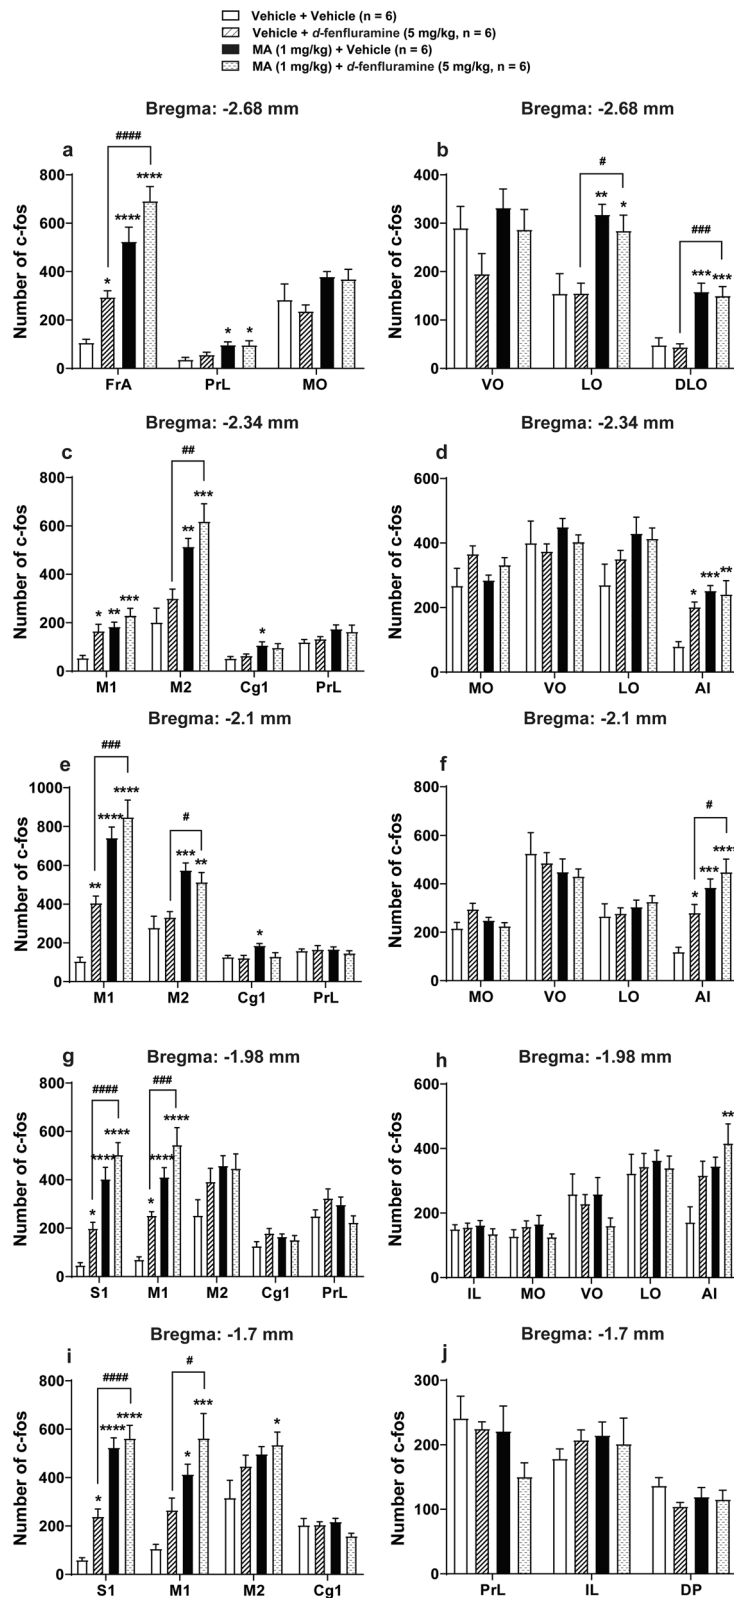 Vehicle + Vehicle (n = 6)
Vehicle + d-fenfluramine (5 mg/kg, n = 6)
MA (1 mg/kg) + Vehicle (n = 6)
MA (1 mg/kg) + d-fenfluramine (5 mg/kg, n = 6)
Bregma: -2.68 mm
a
####
800
600
400
200
0
Number of c-fos
*
****
****
*
*
FrA
PrL
MO
Bregma: -2.68 mm
b
#
###
400
300
200
100
0
Number of c-fos
**
*
***
***
VO
LO
DLO
Bregma: -2.34 mm
c
##
800
600
400
200
0
Number of c-fos
*
**
***
**
***
*
M1
M2
Cg1
PrL
Bregma: -2.34 mm
d
600
400
200
0
Number of c-fos
*
***
**
MO
VO
LO
AI
Bregma: -2.1 mm
e
###
#
1000
800
600
400
200
0
Number of c-fos
**
****
****
***
**
*
M1
M2
Cg1
PrL
Bregma: -2.1 mm
f
#
800
600
400
200
0
Number of c-fos
*
***
****
MO
VO
LO
AI
Bregma: -1.98 mm
g
####
###
800
600
400
200
0
Number of c-fos
*
****
****
*
****
****
S1
M1
M2
Cg1
PrL
Bregma: -1.98 mm
h
600
400
200
0
Number of c-fos
**
IL
MO
VO
LO
AI
Bregma: -1.7 mm
i
####
#
800
600
400
200
0
Number of c-fos
*
****
****
*
***
*
S1
M1
M2
Cg1
Bregma: -1.7 mm
j
300
200
100
0
Number of c-fos
PrL
IL
DP